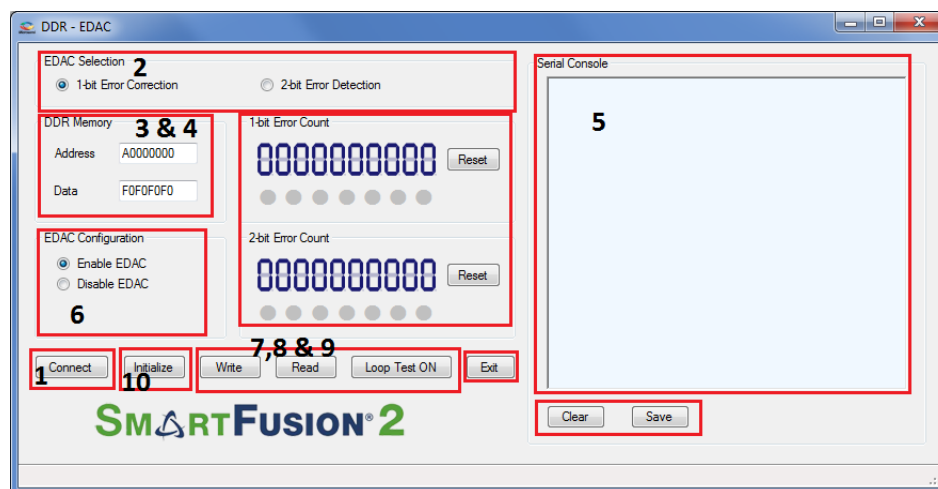 DDR - EDAC
EDAC Selection
2
1-bit Error Correction
2-bit Error Detection
DDR Memory
3 & 4
Address
A0000000
Data
F0F0F0F0
1-bit Error Count
0000000000
Reset
EDAC Configuration
Enable EDAC
Disable EDAC
6
2-bit Error Count
0000000000
Reset
7,8 & 9
Connect
1
Initialize
10
Write
Read
Loop Test ON
Exit
SMARTFUSION® 2
Serial Console
5
Clear
Save